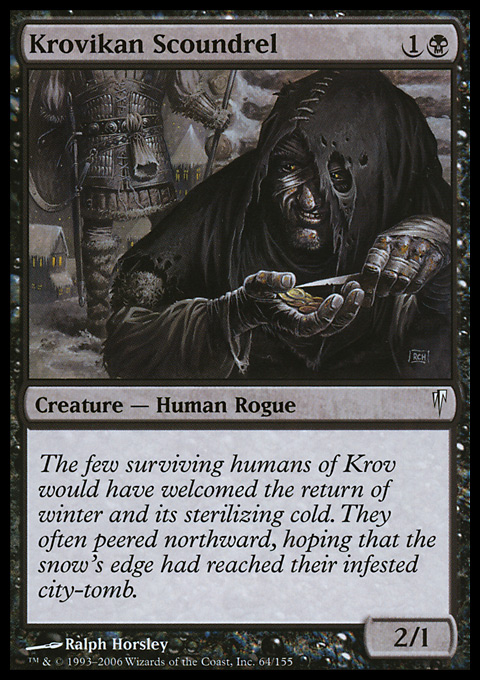 Krovikan Scoundrel 1
RCH
Creature — Human Rogue
The few surviving humans of Krov
would have welcomed the return of
winter and its sterilizing cold. They
often peered northward, hoping that the
snow's edge had reached their infested
city-tomb.
Ralph Horsley
2/1
™ & © 1993–2006 Wizards of the Coast, Inc. 64/155